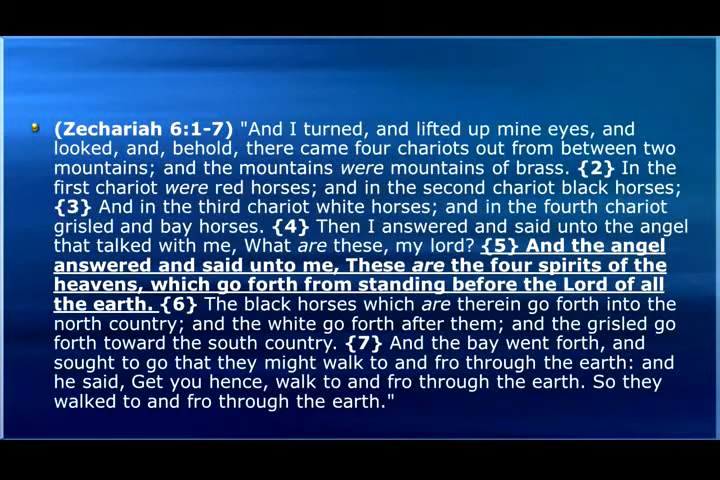 (Zechariah 6:1-7) "And I turned, and lifted up mine eyes, and
looked, and, behold, there came four chariots out from between two
mountains; and the mountains were mountains of brass. {2} In the
first chariot were red horses; and in the second chariot black horses;
{3} And in the third chariot white horses; and in the fourth chariot
grisled and bay horses. {4} Then I answered and said unto the angel
that talked with me, What are these, my lord? {5} And the angel
answered and said unto me, These are the four spirits of the
heavens, which go forth from standing before the Lord of all
the earth. {6} The black horses which are therein go forth into the
north country; and the white go forth after them; and the grisled go
forth toward the south country. {7} And the bay went forth, and
sought to go that they might walk to and fro through the earth: and
he said, Get you hence, walk to and fro through the earth. So they
walked to and fro through the earth."